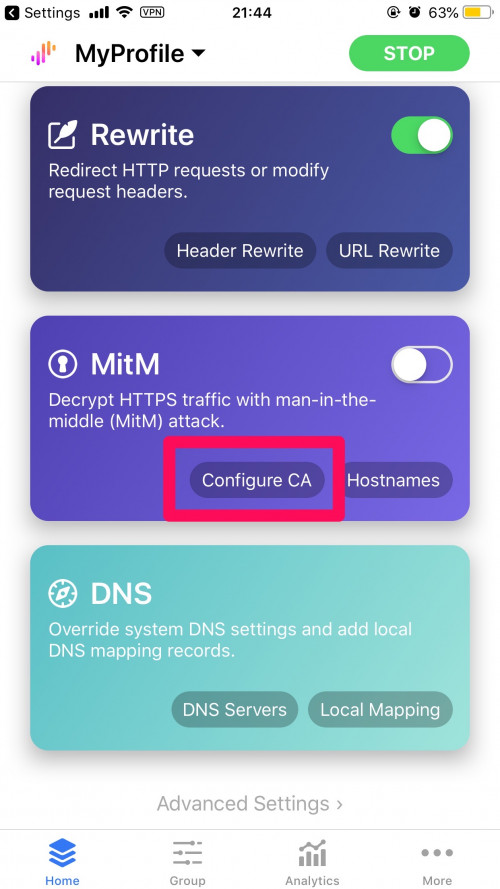 Settings VPN 21:44 63%
MyProfile STOP
Rewrite
Redirect HTTP requests or modify
request headers.
Header Rewrite URL Rewrite
MitM
Decrypt HTTPS traffic with man-in-the-
middle (MitM) attack.
Configure CA Hostnames
DNS
Override system DNS settings and add local
DNS mapping records.
DNS Servers Local Mapping
Advanced Settings ›
Home Group Analytics More